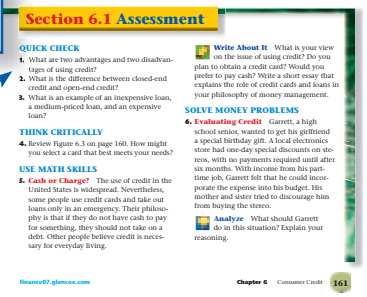 Section 6.1 Assessment
QUICK CHECK
1. What are two advantages and two disadvan-
tages of using credit?
2. What is the difference between closed-end
credit and open-end credit?
3. What is an example of an inexpensive loan,
a medium-priced loan, and an expensive
loan?
THINK CRITICALLY
4. Review Figure 6.3 on page 160. How might
you select a card that best meets your needs?
USE MATH SKILLS
5. Cash or Charge? The use of credit in the
United States is widespread. Nevertheless,
some people use credit cards and take out
loans only in an emergency. Their philoso-
phy is that if they do not have cash to pay
for something, they should not take on a
debt. Other people believe credit is neces-
sary for everyday living.
Write About It What is your view
on the issue of using credit? Do you
plan to obtain a credit card? Would you
prefer to pay cash? Write a short essay that
explains the role of credit cards and loans in
your philosophy of money management.
SOLVE MONEY PROBLEMS
6. Evaluating Credit Garrett, a high
school senior, wanted to get his girlfriend
a special birthday gift. A local electronics
store had one-day special discounts on ste-
reos, with no payments required until after
six months. With income from his part-
time job, Garrett felt that he could incor-
porate the expense into his budget. His
mother and sister tried to discourage him
from buying the stereo.
Analyze What should Garrett
do in this situation? Explain your
reasoning.
finance07.glencoe.com
Chapter 6 Consumer Credit 161